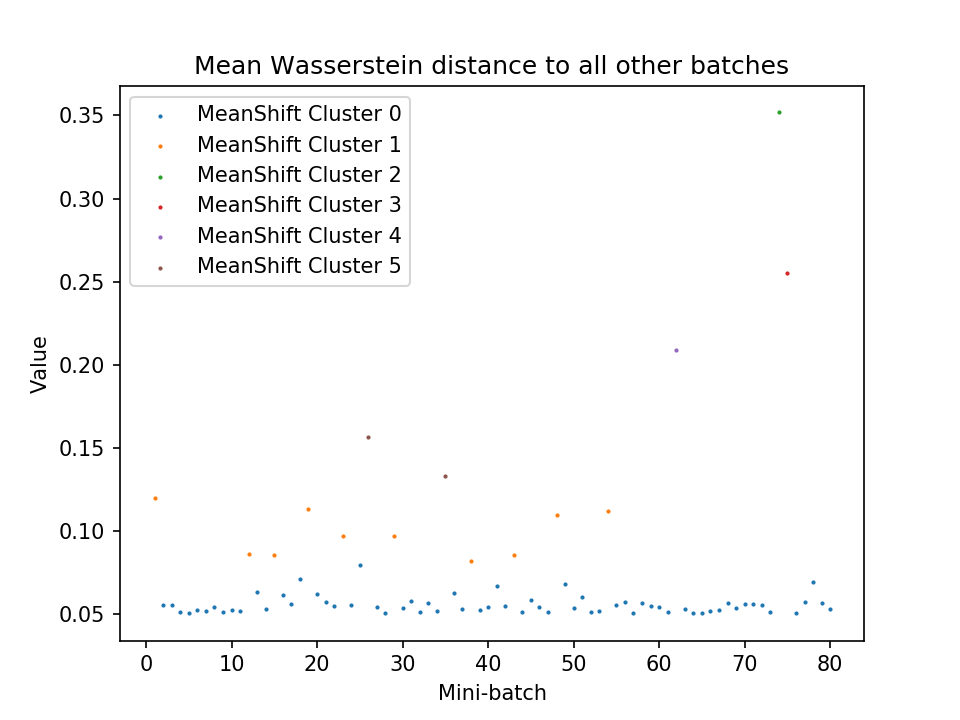 Mean Wasserstein distance to all other batches
MeanShift Cluster 0
MeanShift Cluster 1
MeanShift Cluster 2
MeanShift Cluster 3
MeanShift Cluster 4
MeanShift Cluster 5
0.35
0.30
0.25
0.20
0.15
0.10
0.05
Value
0 10 20 30 40 50 60 70 80
Mini-batch